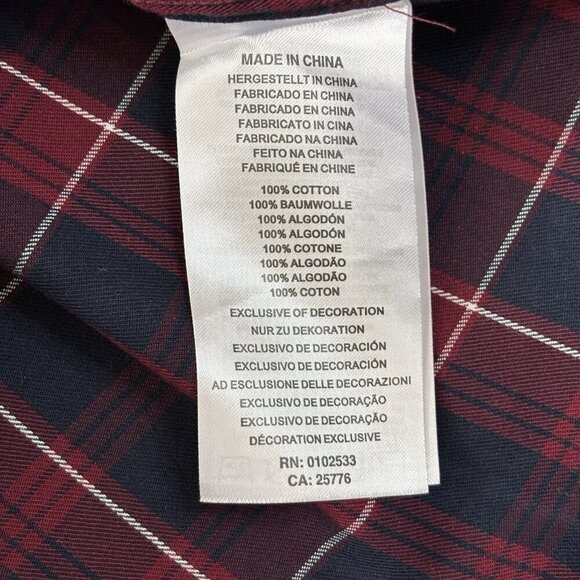 MADE IN CHINA
HERGESTELLT IN CHINA
FABRICADO EN CHINA
FABRICADO EN CHINA
FABBRICATO IN CINA
FABRICADO NA CHINA
FEITO NA CHINA
FABRIQUÉ EN CHINE
100% COTTON
100% BAUMWOLLE
100% ALGODÓN
100% ALGODÓN
100% COTONE
100% ALGODÃO
100% ALGODÃO
100% COTON
EXCLUSIVE OF DECORATION
NUR ZU DEKORATION
EXCLUSIVO DE DECORACIÓN
EXCLUSIVO DE DECORACIÓN
AD ESCLUSIONE DELLE DECORAZIONI
EXCLUSIVO DE DECORAÇÃO
EXCLUSIVO DE DECORAÇÃO
DÉCORATION EXCLUSIVE
RN: 0102533
CA: 25776